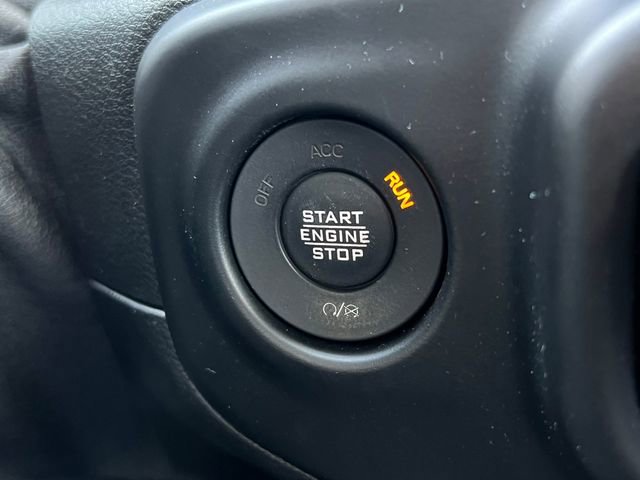 ACC
OFF
RUN
START
ENGINE
STOP